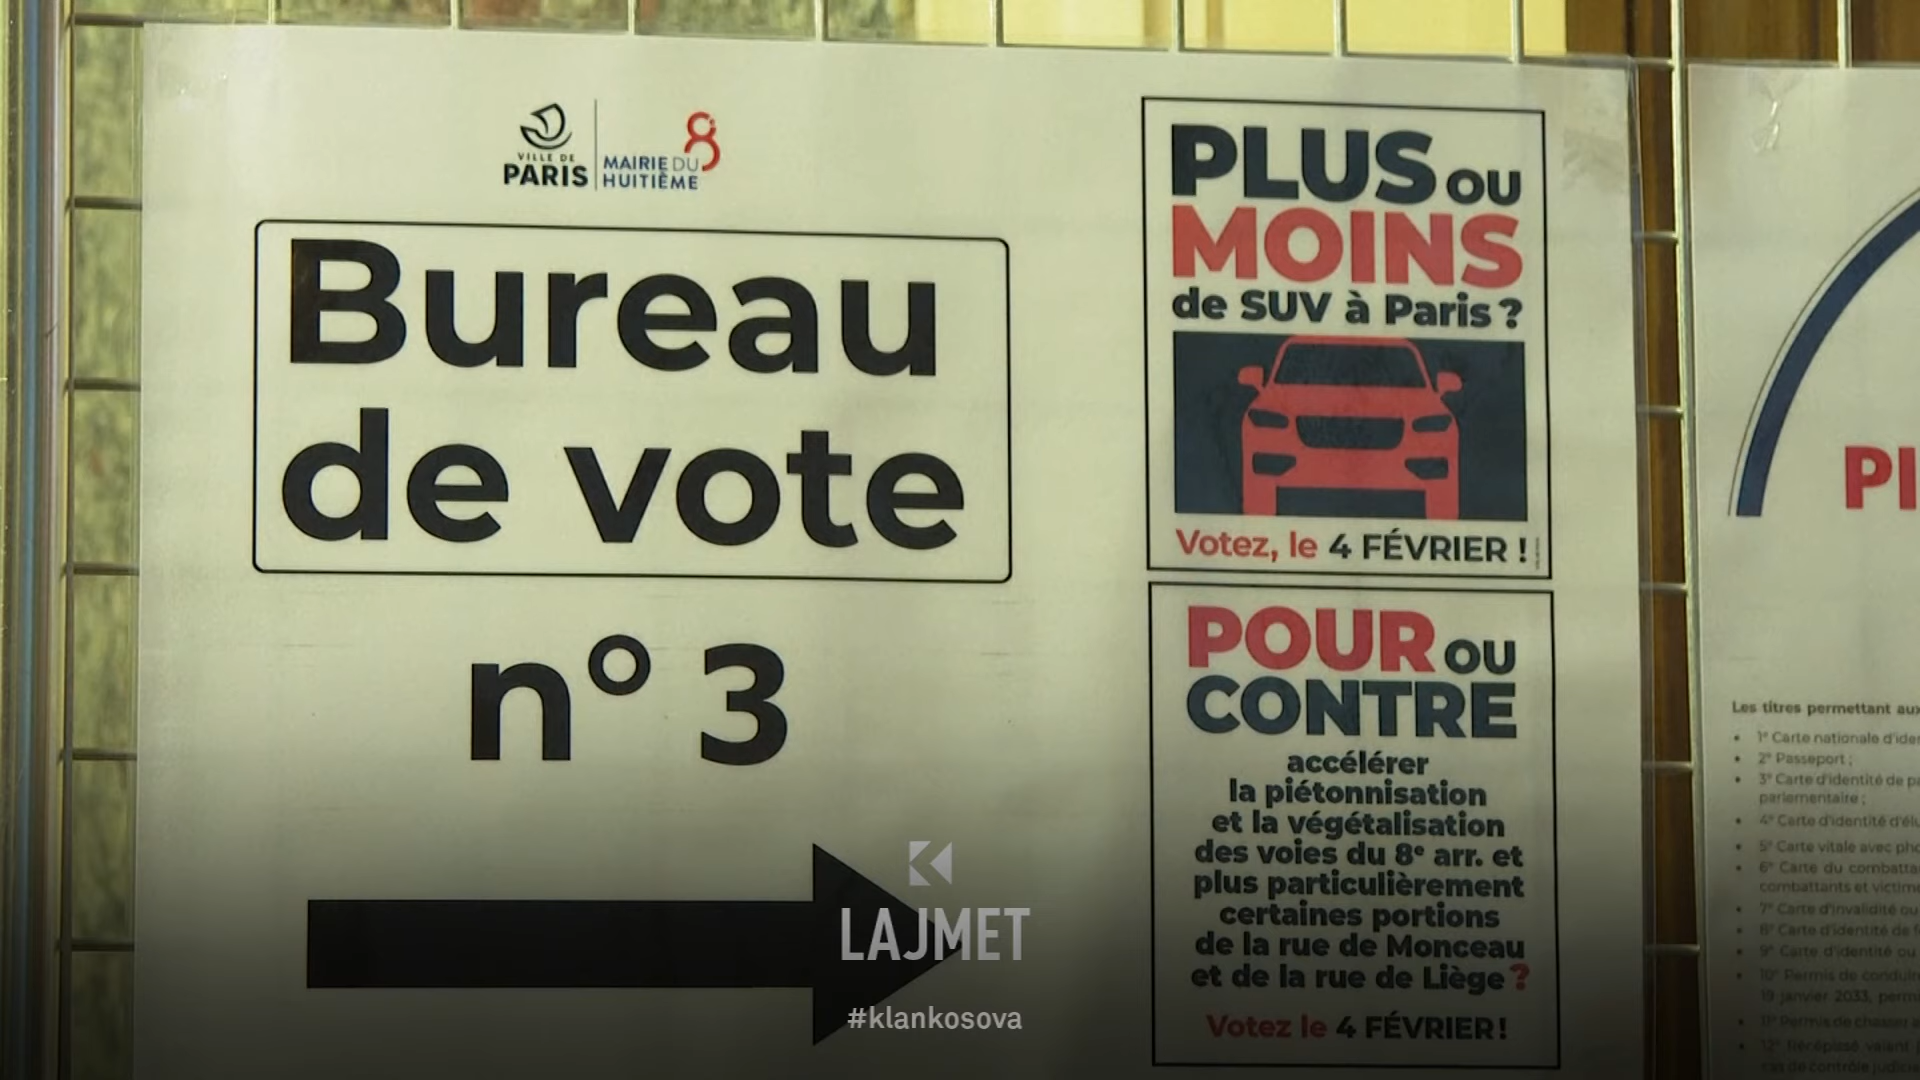 VILLE DE
PARIS
MAIRIE DU 8
HUITIÈME
Bureau
de vote
n° 3
PLUS OU
MOINS
de SUV à Paris ?
Votez, le 4 FÉVRIER !
POUR OU
CONTRE
accélérer
la piétonnisation
et la végétalisation
des voies du 8e arr. et
plus particulièrement
certaines portions
de la rue de Monceau
et de la rue de Liège ?
Votez le 4 FÉVRIER !
PI
Les titres permettant aux
• 1° Carte nationale d'iden
• 2° Passeport ;
• 3° Carte d'identité de pa
parlementaire ;
• 4° Carte d'identité d'élu
• 5° Carte vitale avec pho
• 6° Carte du combatta
combattants et victime
• 7° Carte d'invalidité ou
• 8° Carte d'identité de f
• 9° Carte d'identité ou
• 10° Permis de conduire
19 janvier 2033, perm
• 11° Permis de chasser a
• 12° Récépissé valant
cas de contrôle judicie
LAJMET
#klankosova